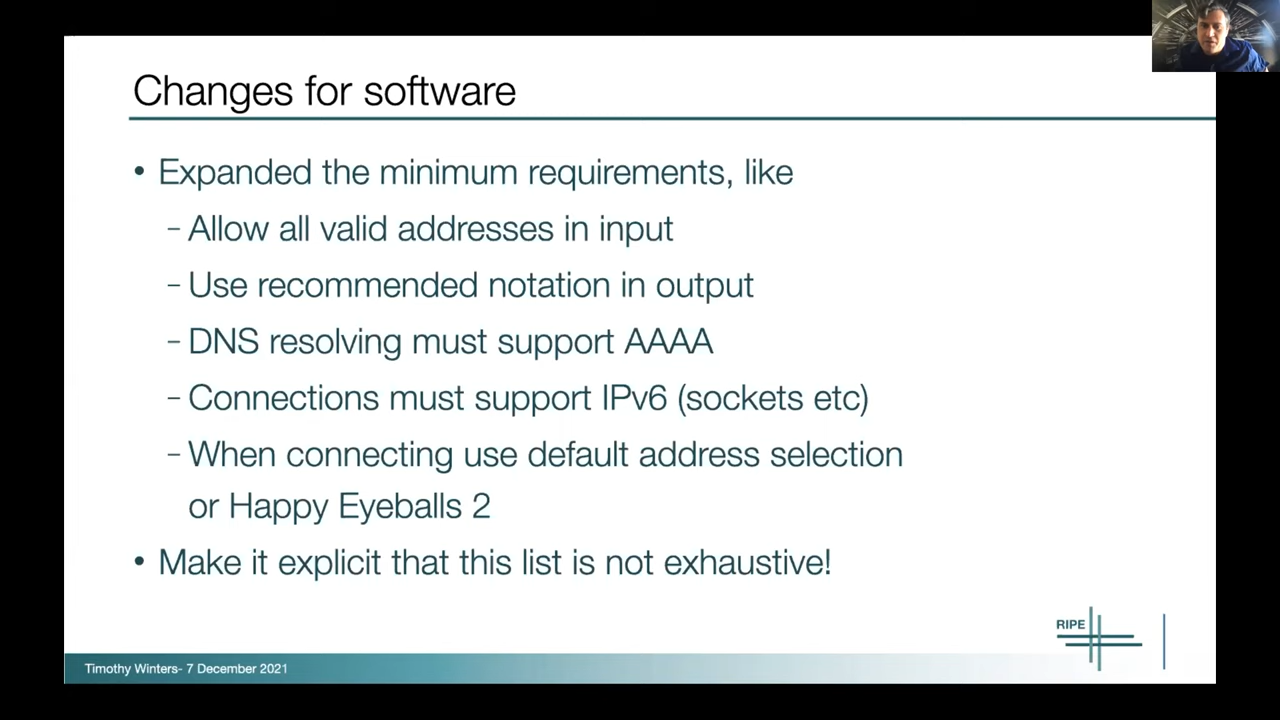 Changes for software
• Expanded the minimum requirements, like
- Allow all valid addresses in input
- Use recommended notation in output
- DNS resolving must support AAAA
- Connections must support IPv6 (sockets etc)
- When connecting use default address selection
or Happy Eyeballs 2
• Make it explicit that this list is not exhaustive!
RIPE
Timothy Winters- 7 December 2021